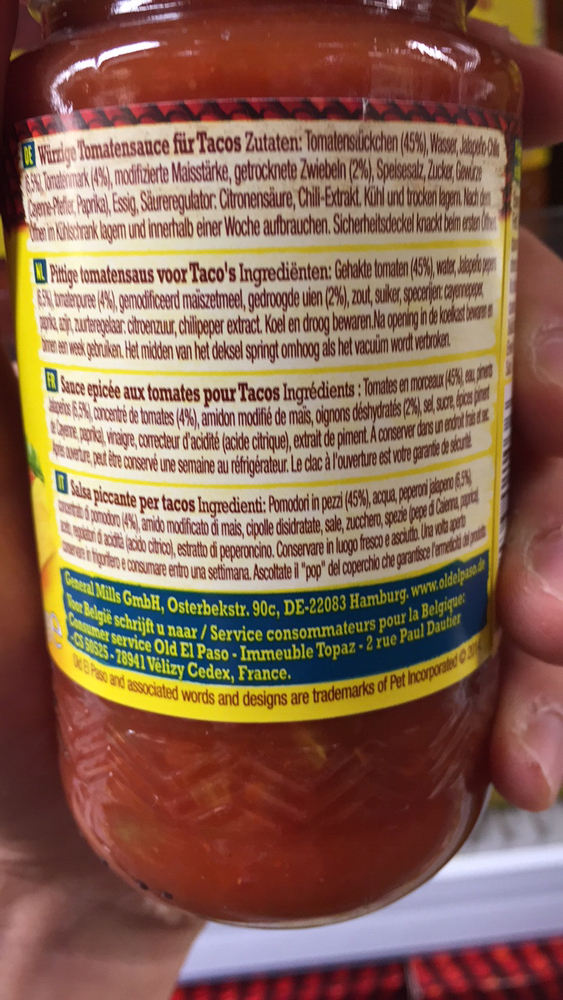 DE Würzige Tomatensauce für Tacos Zutaten: Tomatenstückchen (45%), Wasser, Jalapeño-Chilis
6,5%), Tomatenmark (4%), modifizierte Maisstärke, getrocknete Zwiebeln (2%), Speisesalz, Zucker, Gewürze
(Cayenne-Pfeffer, Paprika), Essig, Säureregulator: Citronensäure, Chili-Extrakt. Kühl und trocken lagern. Nach dem
Öffnen im Kühlschrank lagern und innerhalb einer Woche aufbrauchen. Sicherheitsdeckel knackt beim ersten Öffnen.
NL Pittige tomatensaus voor Taco's Ingrediënten: Gehakte tomaten (45%), water, Jalapeño pepers
6,5%), tomatenpuree (4%), gemodificeerd maïszetmeel, gedroogde uien (2%), zout, suiker, specerijen: cayennepeper,
paprika, azijn, zuurteregelaar: citroenzuur, chilipeper extract. Koel en droog bewaren.Na opening in de koelkast bewaren en
binnen een week gebruiken. Het midden van het deksel springt omhoog als het vacuüm wordt verbroken.
FR Sauce epicée aux tomates pour Tacos Ingrédients : Tomates en morceaux (45%), eau, piments
Jalapeños (6,5%), concentré de tomates (4%), amidon modifié de maïs, oignons déshydratés (2%), sel, sucre, épices (piment
de Cayenne, paprika), vinaigre, correcteur d'acidité (acide citrique), extrait de piment. A conserver dans un endroit frais et sec.
Après ouverture, peut être conservé une semaine au réfrigérateur. Le clac à l'ouverture est votre garantie de sécurité.
IT Salsa piccante per tacos Ingredienti: Pomodori in pezzi (45%), acqua, peperoni jalapeno (6,5%),
concentrato di pomodoro (4%), amido modificato di mais, cipolle disidratate, sale, zucchero, spezie (pepe di Caienna, paprica),
aceto, regolatori di acidità (acido citrico), estratto di peperoncino. Conservare in luogo fresco e asciutto. Una volta aperto
conservare in frigorifero e consumare entro una settimana. Ascoltate il "pop" del coperchio che garantisce l'ermeticità del prodotto.
General Mills GmbH, Osterbekstr. 90c, DE-22083 Hamburg. www.oldelpaso.de
Voor België schrijft u naar / Service consommateurs pour la Belgique:
Consumer service Old El Paso - Immeuble Topaz - 2 rue Paul Dautier
-CS 50525 - 78941 Vélizy Cedex, France.
Old El Paso and associated words and designs are trademarks of Pet Incorporated ©